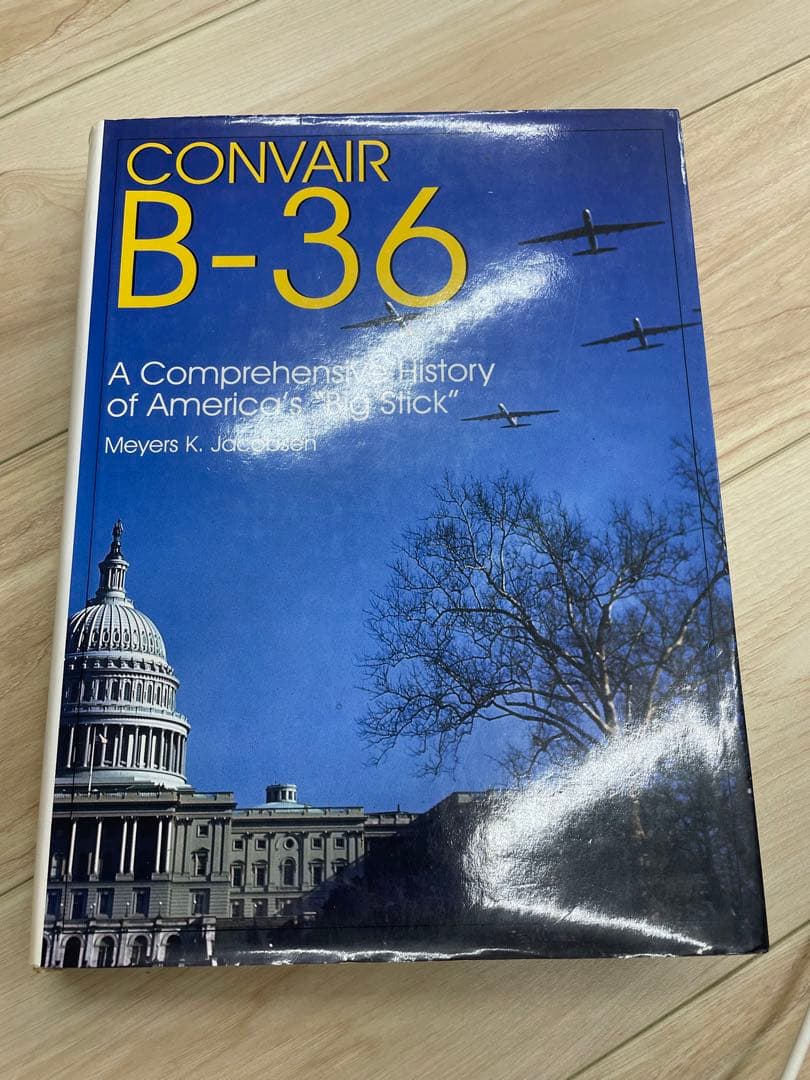 CONVAIR
B-36
A Comprehensive History
of America's "Big Stick"
Meyers K. Jacobsen